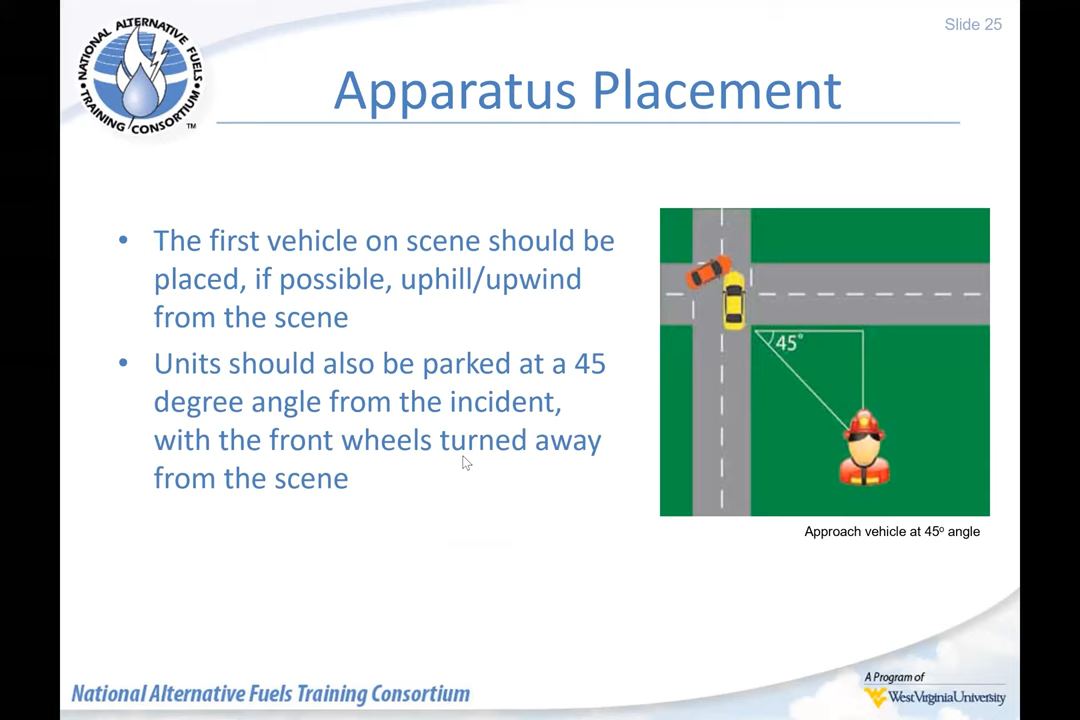 Slide 25
NATIONAL ALTERNATIVE FUELS
TRAINING CONSORTIUM
TM
Apparatus Placement
• The first vehicle on scene should be
placed, if possible, uphill/upwind
from the scene
• Units should also be parked at a 45
degree angle from the incident,
with the front wheels turned away
from the scene
45°
Approach vehicle at 45º angle
National Alternative Fuels Training Consortium
A Program of
WestVirginiaUniversity